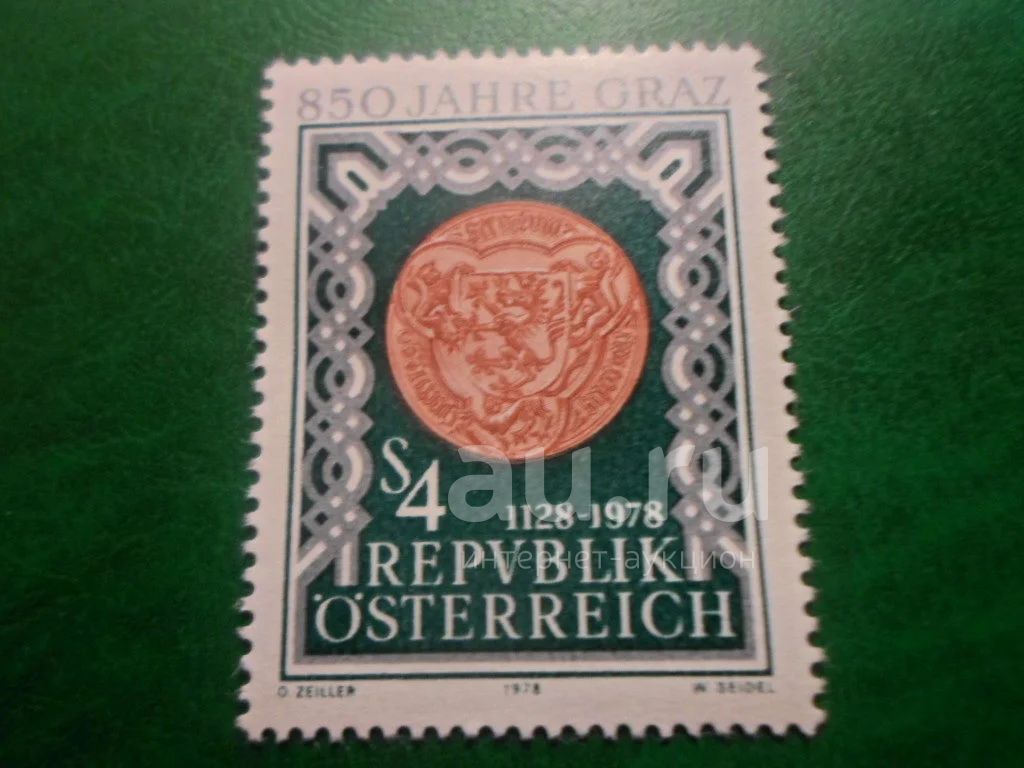 850 JAHRE GRAZ
S4
1128-1978
REPVBLIK
ÖSTERREICH
O. ZEILLER 1978 W. SEIDEL
au.ru
интернет-аукцион